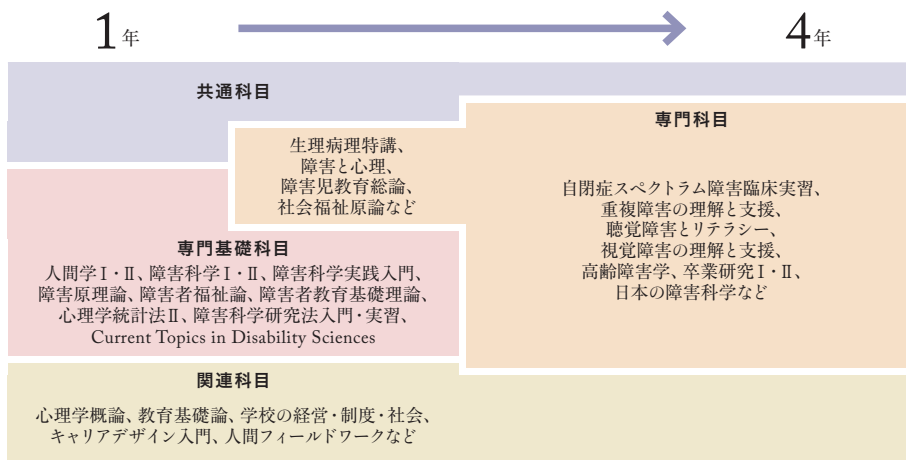 1年
4年
共通科目
専門科目
生理病理特講、
障害と心理、
障害児教育総論、
社会福祉原論など
自閉症スペクトラム障害臨床実習、
重複障害の理解と支援、
聴覚障害とリテラシー、
視覚障害の理解と支援、
高齢障害学、卒業研究Ⅰ・Ⅱ、
日本の障害科学など
専門基礎科目
人間学Ⅰ・Ⅱ、障害科学Ⅰ・Ⅱ、障害科学実践入門、
障害原理論、障害者福祉論、障害者教育基礎理論、
心理学統計法Ⅱ、障害科学研究法入門・実習、
Current Topics in Disability Sciences
関連科目
心理学概論、教育基礎論、学校の経営・制度・社会、
キャリアデザイン入門、人間フィールドワークなど